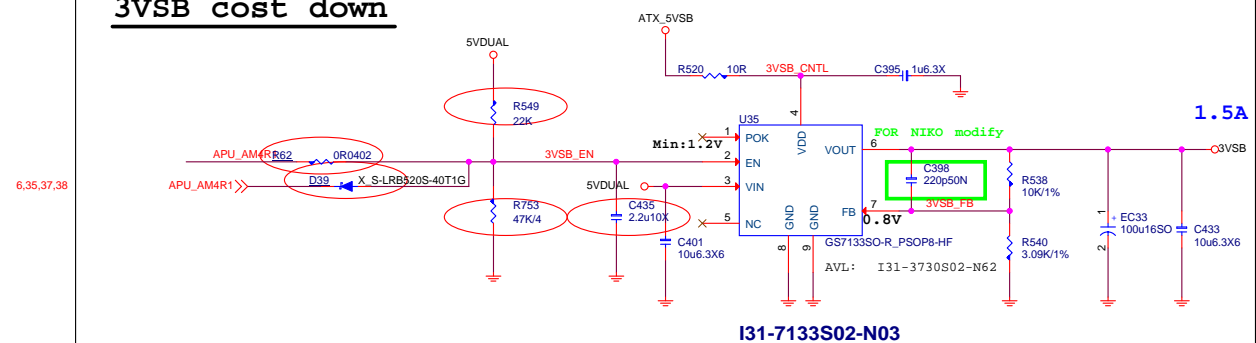 3VSB cost down
ATX_5VSB
5VDUAL
R520 10R 3VSB_CNTL C395 1u6.3X
R549
22K
4
U35
1.5A
FOR NIKO modify
Min:1.2V
1 POK VDD
VOUT 6 3VSB
APU_AM4R1 R62 0R0402 3VSB_EN 2 EN
C398
220p50N
R538
10K/1%
6,35,37,38 APU_AM4R1 D39 X_S-LRB520S-40T1G
5VDUAL 3 VIN
R753
47K/4
C435
2.2u10X
5 NC
GND
GND
FB 7 3VSB_FB
0.8V
8
9
GS7133SO-R_PSOP8-HF
C401
10u6.3X6
R540
3.09K/1%
1
+ EC33
100u16SO
2
C433
10u6.3X6
AVL: I31-3730S02-N62
I31-7133S02-N03